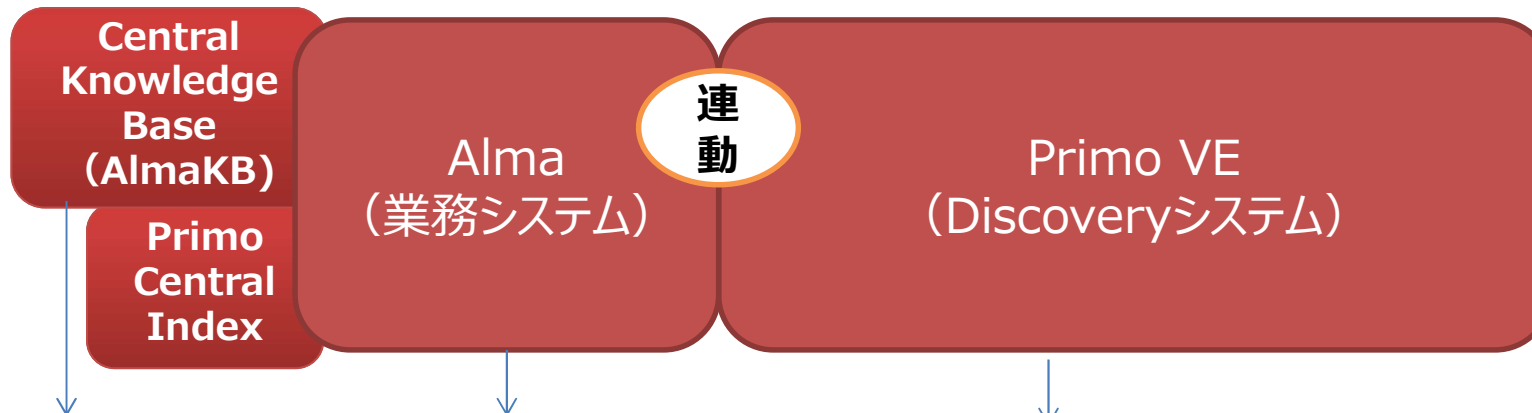 Central
Knowledge
Base
（AlmaKB)
Primo
Central
Index
Alma
（業務システム）
連
動
Primo VE
（Discoveryシステム）